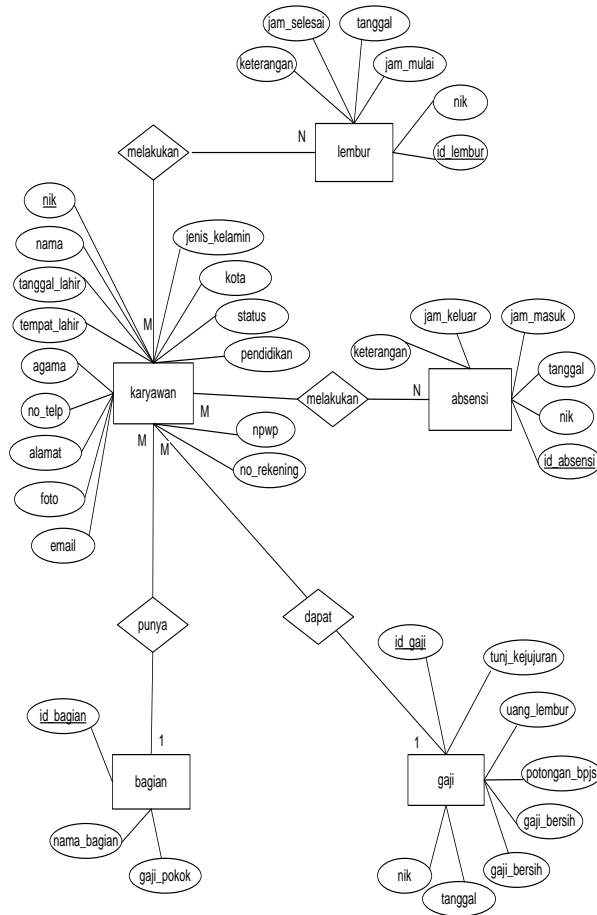 jam_selesai
tanggal
keterangan
jam_mulai
nik
id_lembur
melakukan
N
lembur
nik
nama
tanggal_lahir
tempat_lahir
agama
no_telp
alamat
foto
email
jenis_kelamin
kota
status
pendidikan
M
karyawan
M
M
M
npwp
no_rekening
melakukan
N
absensi
jam_keluar
jam_masuk
keterangan
tanggal
nik
id_absensi
punya
dapat
id_bagian
1
bagian
nama_bagian
gaji_pokok
id_gaji
tunj_kejujuran
uang_lembur
1
gaji
potongan_bpjs
gaji_bersih
gaji_bersih
nik
tanggal